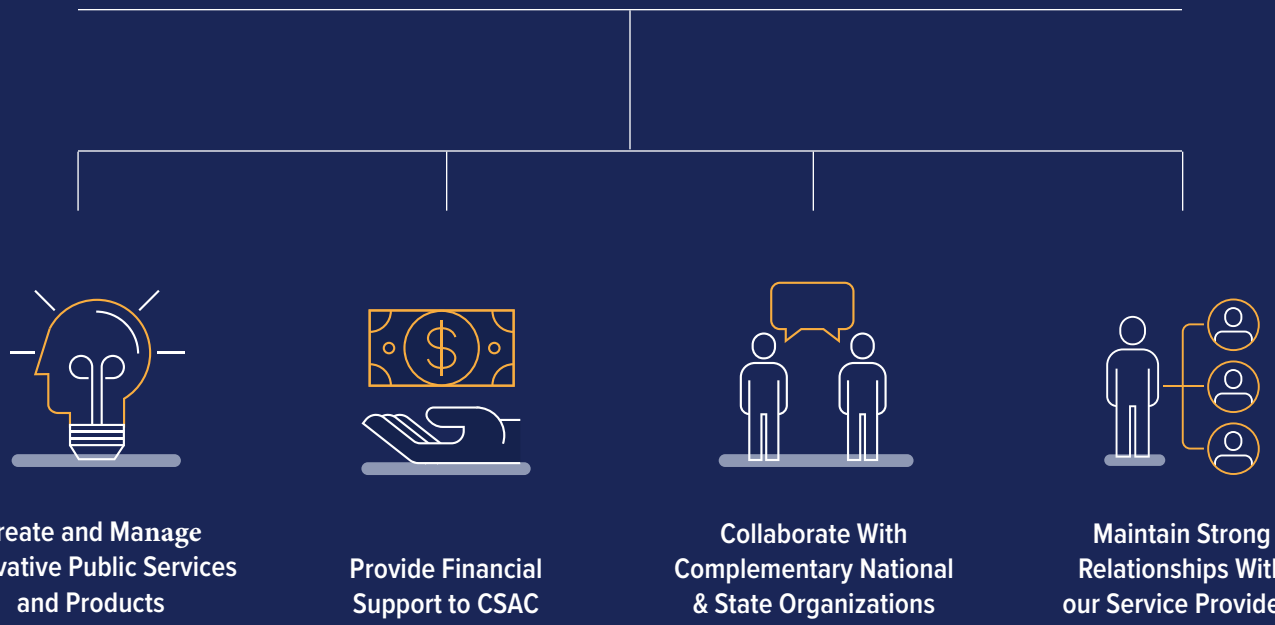 reate and Manage
vative Public Services
and Products
Provide Financial
Support to CSAC
Collaborate With
Complementary National
& State Organizations
Maintain Strong
Relationships With
our Service Provide